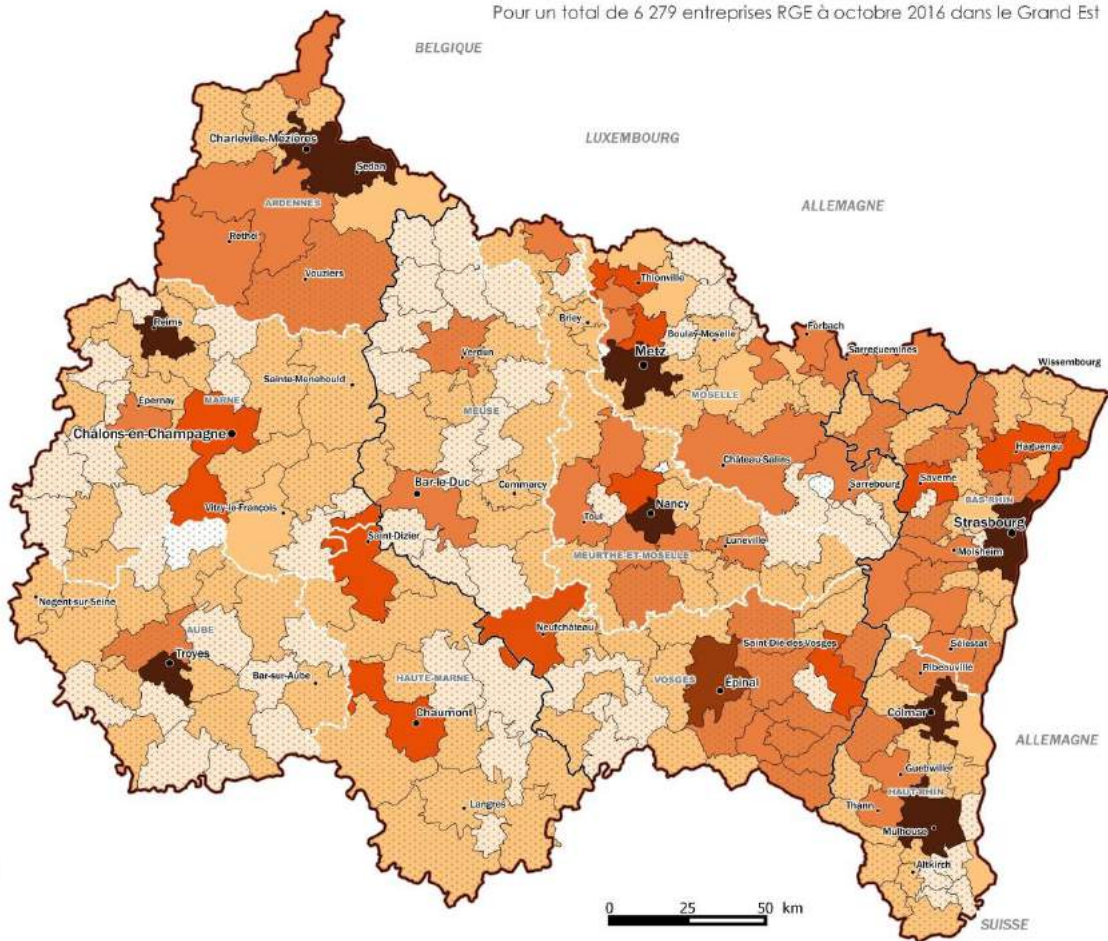 Pour un total de 6 279 entreprises RGE à octobre 2016 dans le Grand Est
BELGIQUE
LUXEMBOURG
ALLEMAGNE
Charleville-Mézières
Sedan
ARDENNES
Rethel
Vouziers
Thionville
Reims
Briey
Boulay-Moselle
Forbach
Sarreguemines
Wissembourg
Verdun
Metz
Sainte-Menehould
MOSELLE
Épernay
MARNE
MEUSE
Châlons-en-Champagne
Haguenau
Château-Salins
Saverne
Bar-le-Duc
Commercy
Sarrebourg
BAS-RHIN
Vitry-le-François
Toul
Nancy
Strasbourg
Saint-Dizier
Lunéville
Molsheim
MEURTHE-ET-MOSELLE
Nogent-sur-Seine
AUBE
Neufchâteau
Saint Dié des Vosges
Sélestat
Troyes
Bar-sur-Aube
HAUTE-MARNE
VOSGES
Épinal
Ribeauvillé
Chaumont
Colmar
ALLEMAGNE
Guebwiller
HAUT-RHIN
Langres
Thann
Mulhouse
Altkirch
0 25 50 km
SUISSE